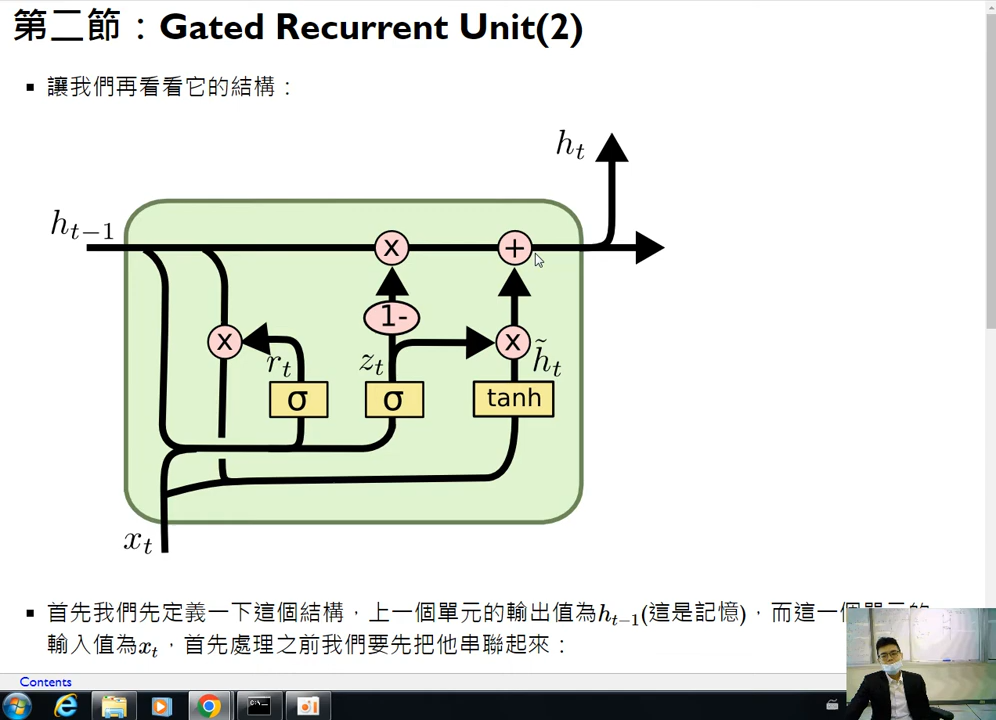 第二節：Gated Recurrent Unit(2)
▪ 讓我們再看看它的結構：
h_t
h_{t−1}
x
+
1-
x
r_t
z_t
x
h̃_t
σ
σ
tanh
x_t
▪ 首先我們先定義一下這個結構，上一個單元的輸出值為h_{t−1}(這是記憶)，而這一個單元的
輸入值為x_t，首先處理之前我們要先把他串聯起來：
Contents